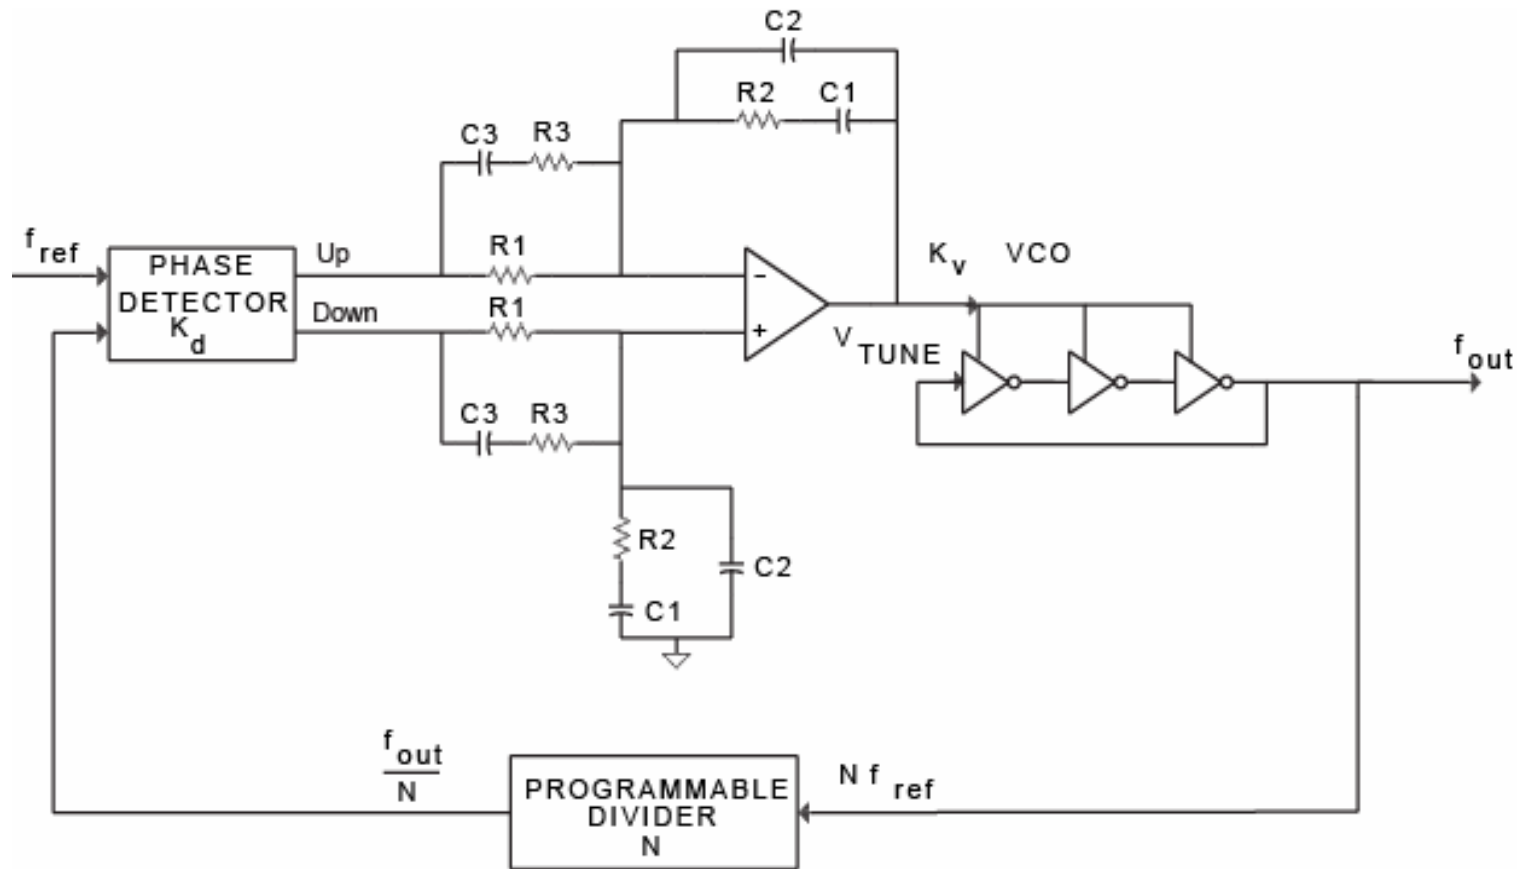 C2
R2 C1
C3 R3
f ref
PHASE
DETECTOR
K d
Up
R1
Down
R1
−
+
K v VCO
V TUNE
f out
C3 R3
R2
C2
C1
f out
N
PROGRAMMABLE
DIVIDER
N
N f ref